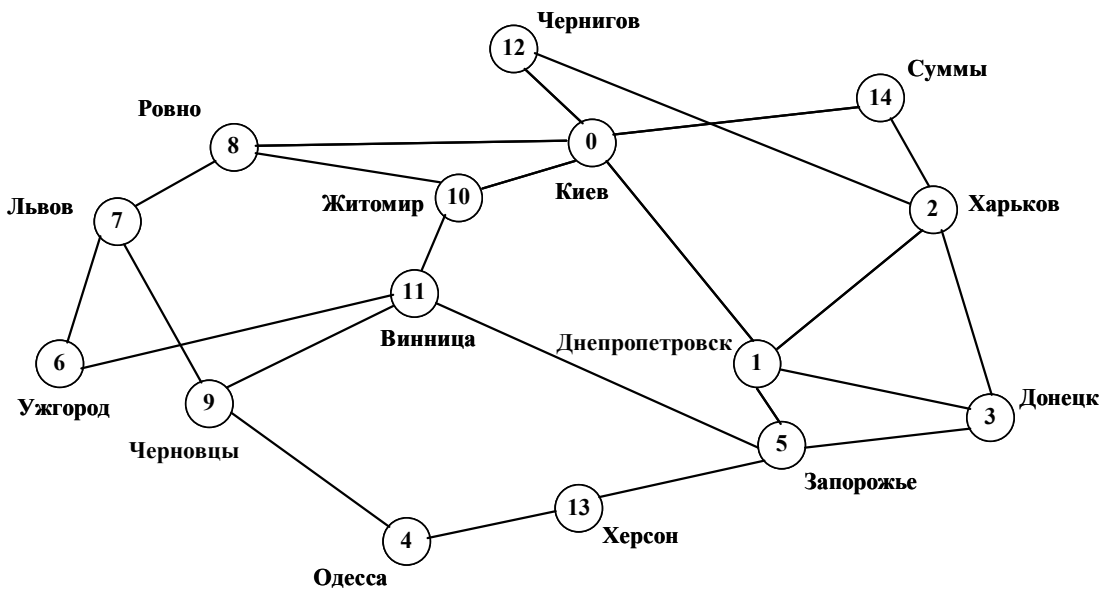 Чернигов
12
Суммы
14
Ровно
8
0
Киев
Житомир
10
Львов
7
2
Харьков
11
Винница
Днепропетровск
1
6
Ужгород
9
Черновцы
3
Донецк
5
Запорожье
13
Херсон
4
Одесса